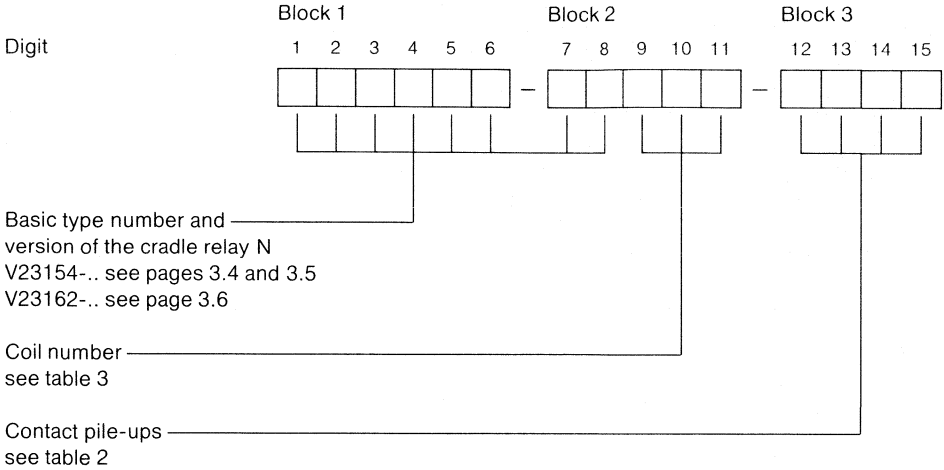 Block 1 Block 2 Block 3
Digit 1 2 3 4 5 6 7 8 9 10 11 12 13 14 15
– –
Basic type number and
version of the cradle relay N
V23154-.. see pages 3.4 and 3.5
V23162-.. see page 3.6
Coil number
see table 3
Contact pile-ups
see table 2